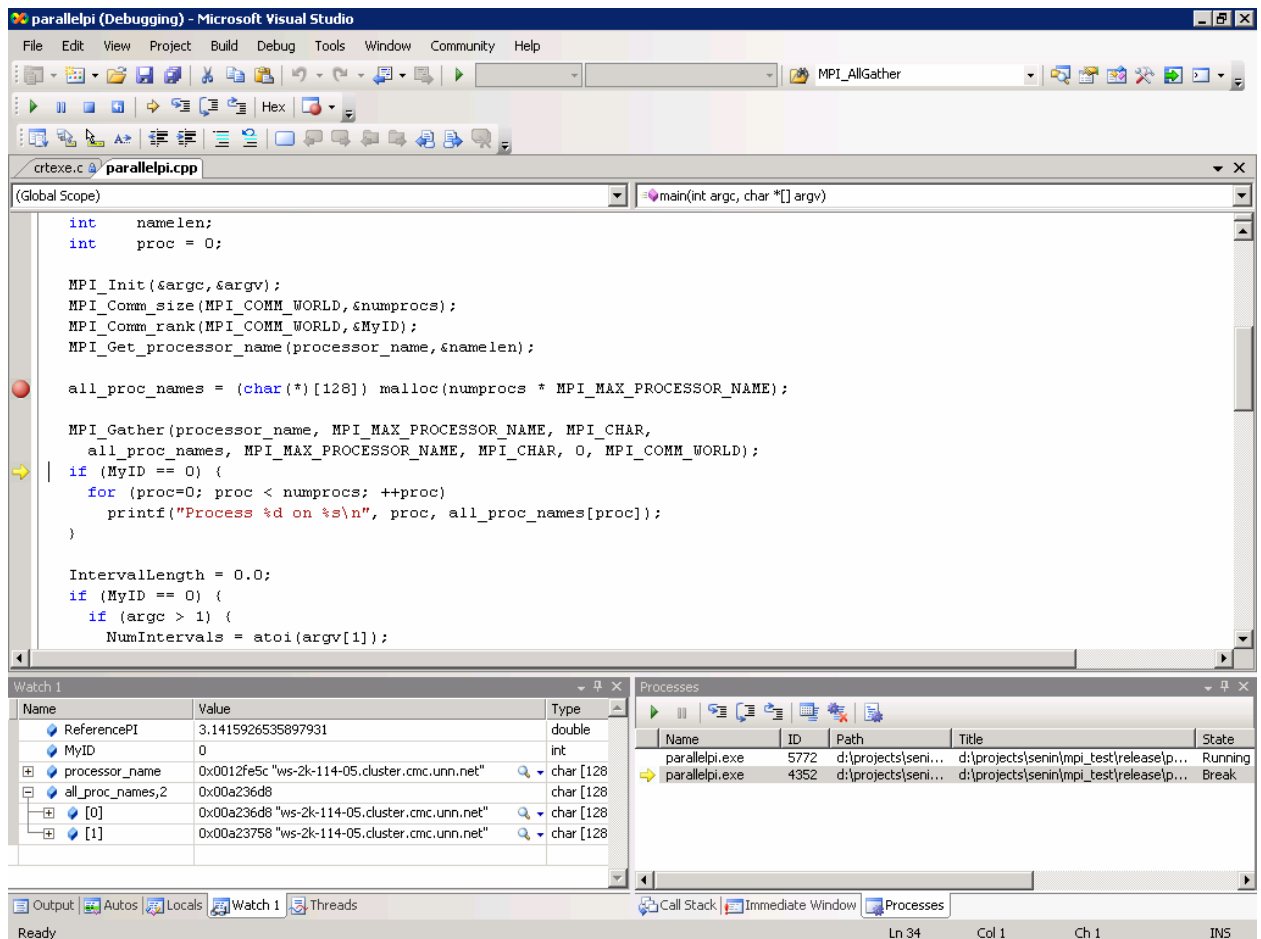 parallelpi (Debugging) - Microsoft Visual Studio
File Edit View Project Build Debug Tools Window Community Help
MPI_AllGather
Hex
crtexe.c parallelpi.cpp
(Global Scope) main(int argc, char *[] argv)
int namelen;
int proc = 0;
MPI_Init(&argc,&argv);
MPI_Comm_size(MPI_COMM_WORLD,&numprocs);
MPI_Comm_rank(MPI_COMM_WORLD,&MyID);
MPI_Get_processor_name(processor_name,&namelen);
all_proc_names = (char(*)[128]) malloc(numprocs * MPI_MAX_PROCESSOR_NAME);
MPI_Gather(processor_name, MPI_MAX_PROCESSOR_NAME, MPI_CHAR,
all_proc_names, MPI_MAX_PROCESSOR_NAME, MPI_CHAR, 0, MPI_COMM_WORLD);
if (MyID == 0) {
for (proc=0; proc < numprocs; ++proc)
printf("Process %d on %s\n", proc, all_proc_names[proc]);
}
IntervalLength = 0.0;
if (MyID == 0) {
if (argc > 1) {
NumIntervals = atoi(argv[1]);
Watch 1
Name Value Type
ReferencePI 3.1415926535897931 double
MyID 0 int
processor_name 0x0012fe5c "ws-2k-114-05.cluster.cmc.unn.net" char [128
all_proc_names,2 0x00a236d8 char [128
[0] 0x00a236d8 "ws-2k-114-05.cluster.cmc.unn.net" char [128
[1] 0x00a23758 "ws-2k-114-05.cluster.cmc.unn.net" char [128
Processes
Name ID Path Title State
parallelpi.exe 5772 d:\projects\seni... d:\projects\senin\mpi_test\release\p... Running
parallelpi.exe 4352 d:\projects\seni... d:\projects\senin\mpi_test\release\p... Break
Output Autos Locals Watch 1 Threads
Call Stack Immediate Window Processes
Ready Ln 34 Col 1 Ch 1 INS